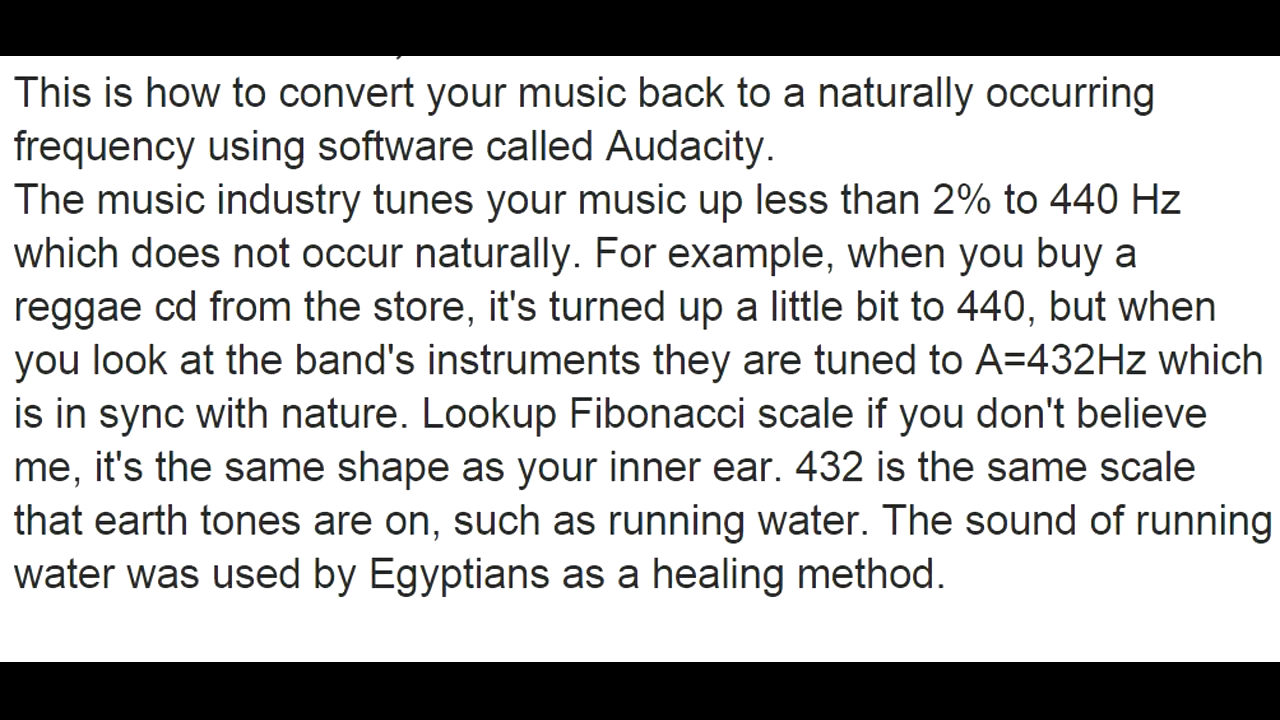 This is how to convert your music back to a naturally occurring
frequency using software called Audacity.
The music industry tunes your music up less than 2% to 440 Hz
which does not occur naturally. For example, when you buy a
reggae cd from the store, it's turned up a little bit to 440, but when
you look at the band's instruments they are tuned to A=432Hz which
is in sync with nature. Lookup Fibonacci scale if you don't believe
me, it's the same shape as your inner ear. 432 is the same scale
that earth tones are on, such as running water. The sound of running
water was used by Egyptians as a healing method.